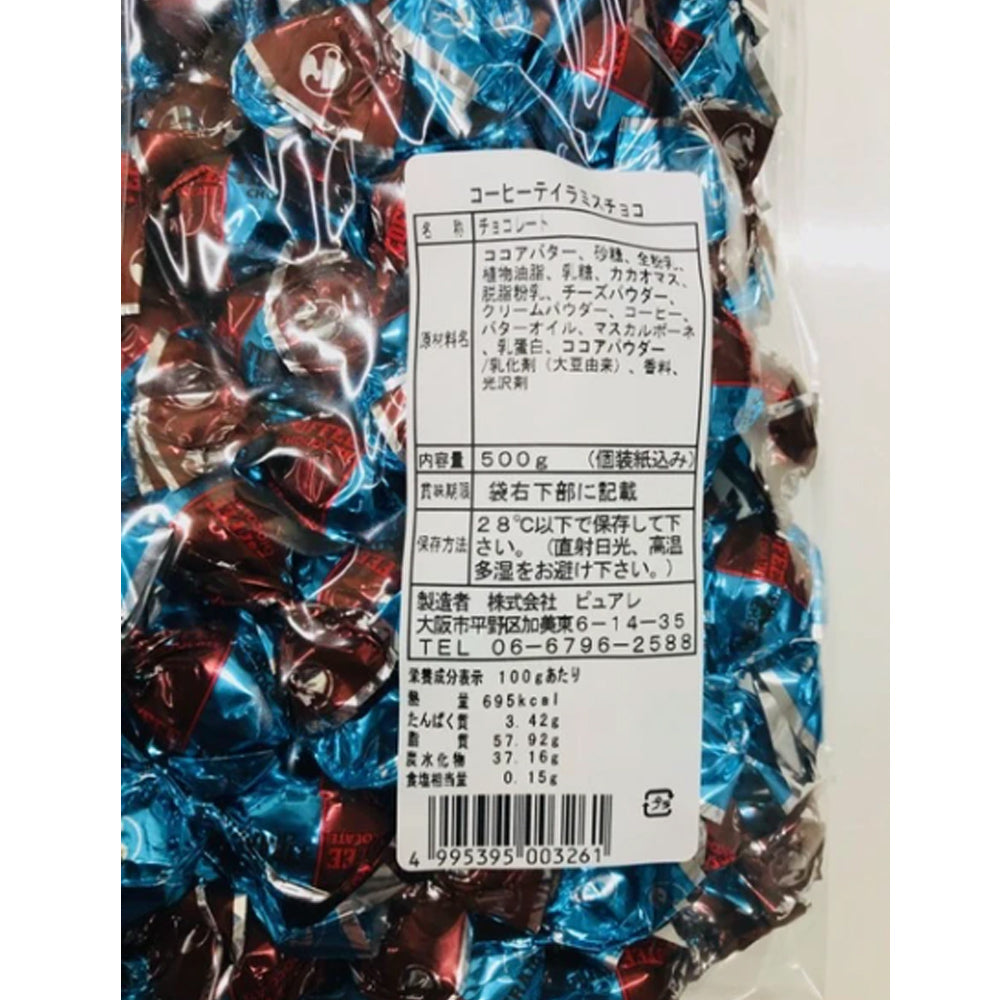 コーヒーテイラミスチョコ
名 称 チョコレート
原材料名 ココアバター、砂糖、全粉乳、
植物油脂、乳糖、カカオマス、
脱脂粉乳、チーズパウダー、
クリームパウダー、コーヒー、
バターオイル、マスカルポーネ
、乳蛋白、ココアパウダー
/乳化剤（大豆由来）、香料、
光沢剤
内容量 500g （個装紙込み）
賞味期限 袋右下部に記載
保存方法 28℃以下で保存して下
さい。（直射日光、高温
多湿をお避け下さい。）
製造者 株式会社 ピュアレ
大阪市平野区加美東6－14－35
TEL 06－6796－2588
栄養成分表示 100gあたり
熱 量 695kcal
たんぱく質 3.42g
脂 質 57.92g
炭水化物 37.16g
食塩相当量 0.15g
プラ
4 995395 003261